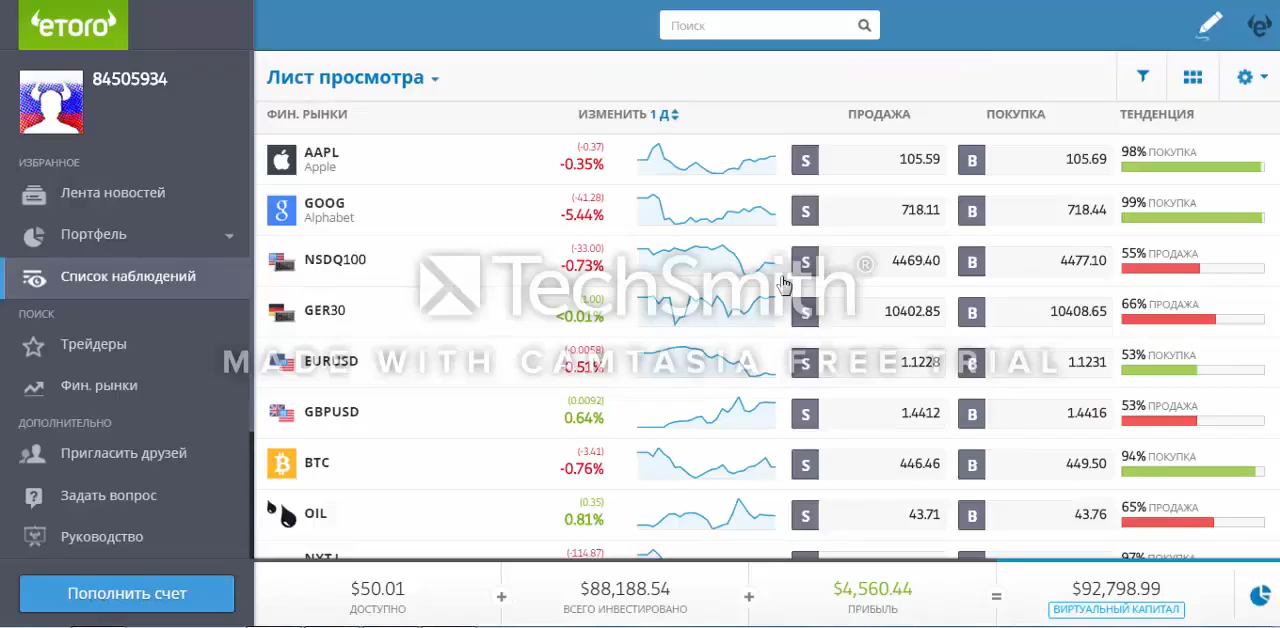 eTORO
Поиск
84505934
ИЗБРАННОЕ
Лента новостей
Портфель
Список наблюдений
ПОИСК
Трейдеры
Фин. рынки
ДОПОЛНИТЕЛЬНО
Пригласить друзей
Задать вопрос
Руководство
Пополнить счет
Лист просмотра
ФИН. РЫНКИ ИЗМЕНИТЬ 1 Д ПРОДАЖА ПОКУПКА ТЕНДЕНЦИЯ
AAPL Apple (-0.37) -0.35% S 105.59 B 105.69 98% ПОКУПКА
GOOG Alphabet (-41.28) -5.44% S 718.11 B 718.44 99% ПОКУПКА
NSDQ100 (-33.00) -0.73% S 4469.40 B 4477.10 55% ПРОДАЖА
GER30 (1.00) <0.01% S 10402.85 B 10408.65 66% ПРОДАЖА
EURUSD (-0.0058) -0.51% S 1.1228 B 1.1231 53% ПОКУПКА
GBPUSD (0.0092) 0.64% S 1.4412 B 1.4416 53% ПРОДАЖА
BTC (-3.41) -0.76% S 446.46 B 449.50 94% ПОКУПКА
OIL (0.35) 0.81% S 43.71 B 43.76 65% ПРОДАЖА
(-114.87) 97% ПОКУПКА
TechSmith®
MADE WITH CAMTASIA FREE TRIAL
$50.01 + $88,188.54 + $4,560.44 = $92,798.99
ДОСТУПНО ВСЕГО ИНВЕСТИРОВАНО ПРИБЫЛЬ ВИРТУАЛЬНЫЙ КАПИТАЛ